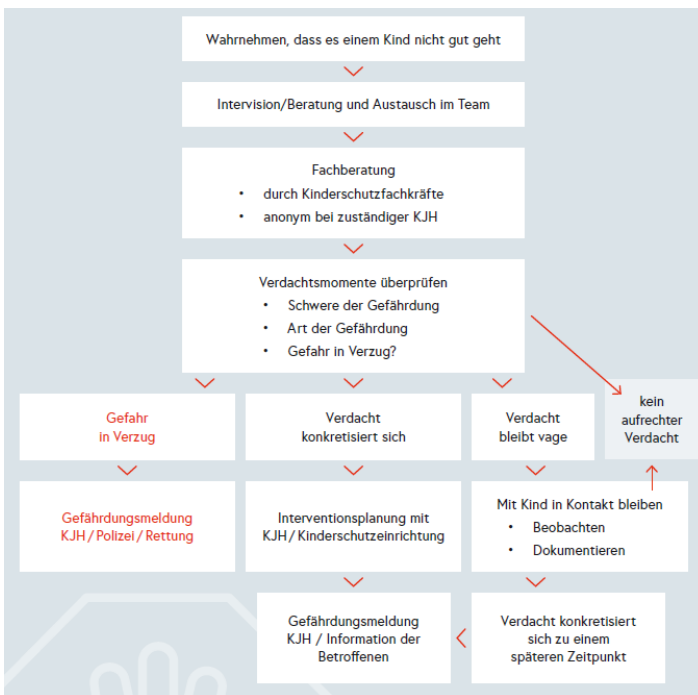 Wahrnehmen, dass es einem Kind nicht gut geht
Intervision/Beratung und Austausch im Team
Fachberatung
• durch Kinderschutzfachkräfte
• anonym bei zuständiger KJH
Verdachtsmomente überprüfen
• Schwere der Gefährdung
• Art der Gefährdung
• Gefahr in Verzug?
Gefahr
in Verzug
Verdacht
konkretisiert sich
Verdacht
bleibt vage
kein
aufrechter
Verdacht
Gefährdungsmeldung
KJH / Polizei / Rettung
Interventionsplanung mit
KJH / Kinderschutzeinrichtung
Mit Kind in Kontakt bleiben
• Beobachten
• Dokumentieren
Gefährdungsmeldung
KJH / Information der
Betroffenen
Verdacht konkretisiert
sich zu einem
späteren Zeitpunkt